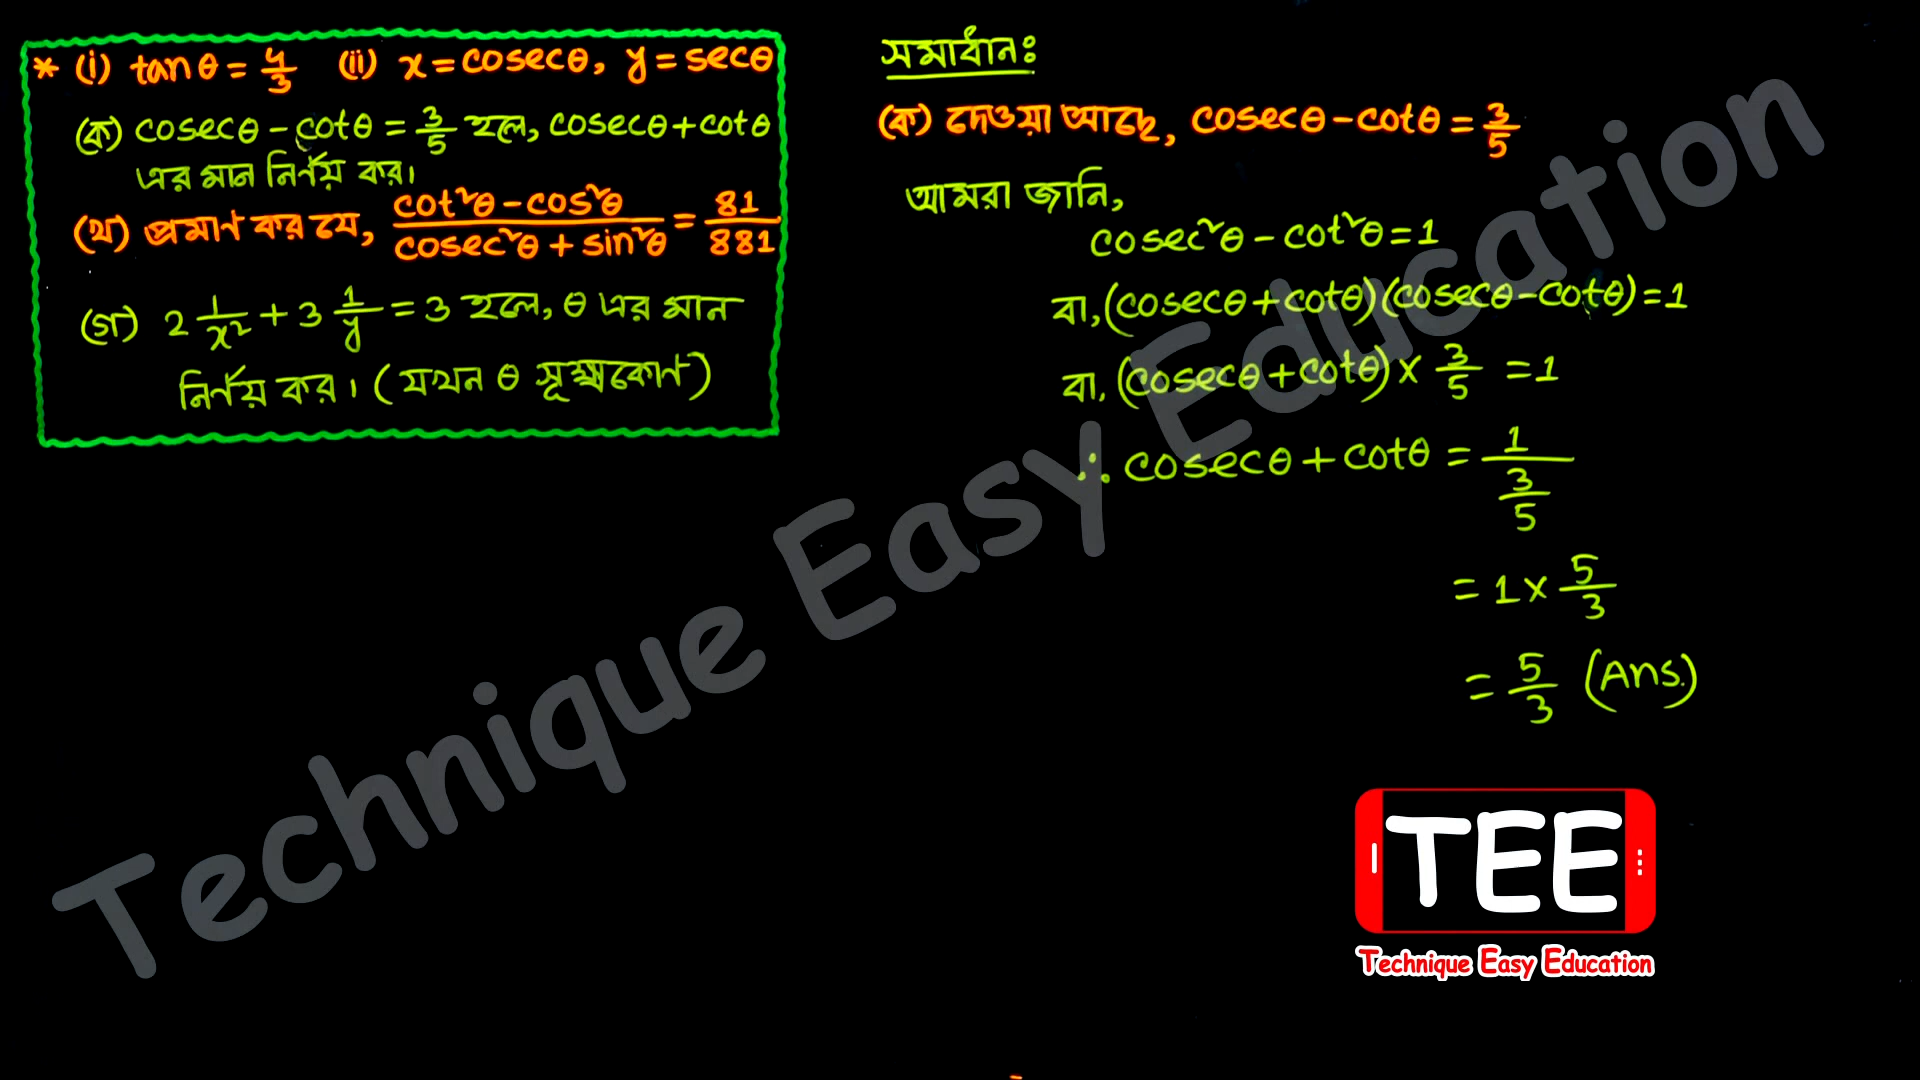 * (i) tanθ = 4/3 (ii) x = cosecθ, y = secθ
(ক) cosecθ - cotθ = 3/5 হলে, cosecθ + cotθ
এর মান নির্ণয় কর।
(খ) প্রমাণ কর যে, (cot²θ - cos²θ)/(cosec²θ + sin²θ) = 81/881
(গ) 2 1/x² + 3 1/y = 3 হলে, θ এর মান
নির্ণয় কর। (যখন θ সূক্ষ্মকোণ)
সমাধানঃ
(ক) দেওয়া আছে, cosecθ - cotθ = 3/5
আমরা জানি,
cosec²θ - cot²θ = 1
বা, (cosecθ + cotθ)(cosecθ - cotθ) = 1
বা, (cosecθ + cotθ) × 3/5 = 1
∴ cosecθ + cotθ = 1/(3/5)
= 1 × 5/3
= 5/3 (Ans.)
Technique Easy Education
TEE
Technique Easy Education